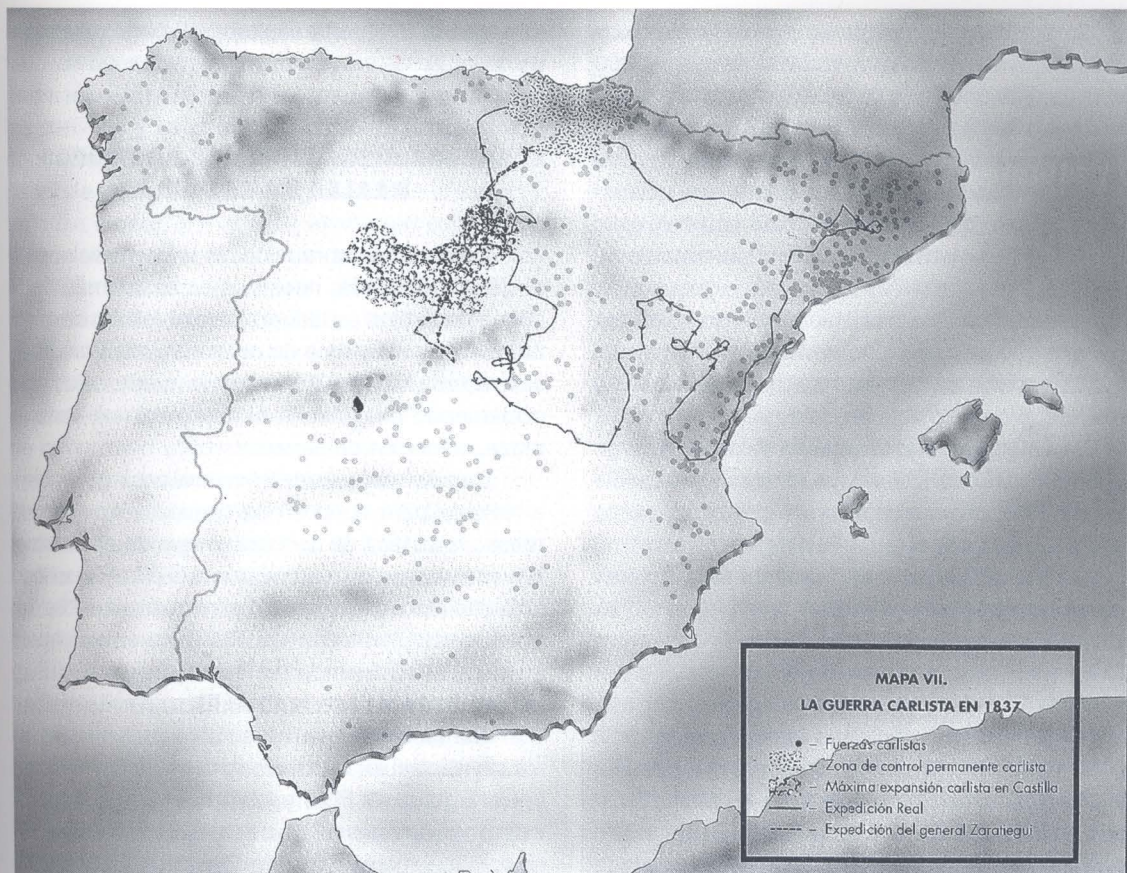 MAPA VII.
LA GUERRA CARLISTA EN 1837
– Fuerzas carlistas
– Zona de control permanente carlista
– Máxima expansión carlista en Castilla
– Expedición Real
– Expedición del general Zaratiegui